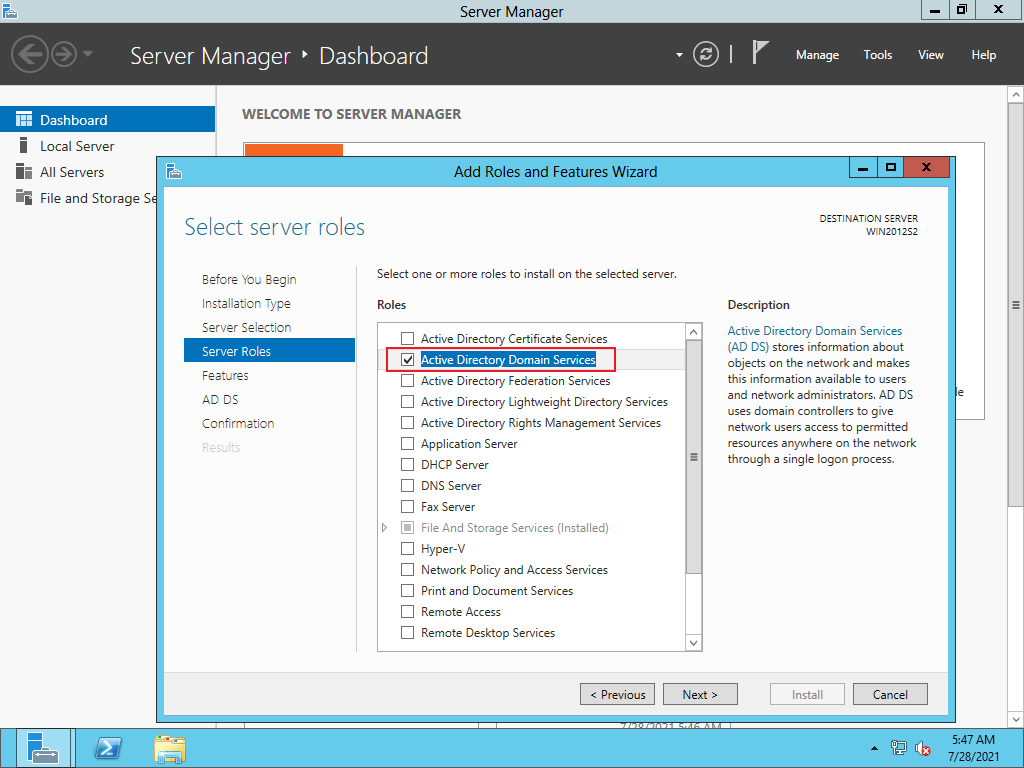 Server Manager
Server Manager ‣ Dashboard
Manage
Tools
View
Help
Dashboard
Local Server
All Servers
File and Storage Se
WELCOME TO SERVER MANAGER
Add Roles and Features Wizard
Select server roles
DESTINATION SERVER
WIN2012S2
Before You Begin
Installation Type
Server Selection
Server Roles
Features
AD DS
Confirmation
Results
Select one or more roles to install on the selected server.
Roles
Active Directory Certificate Services
Active Directory Domain Services
Active Directory Federation Services
Active Directory Lightweight Directory Services
Active Directory Rights Management Services
Application Server
DHCP Server
DNS Server
Fax Server
File And Storage Services (Installed)
Hyper-V
Network Policy and Access Services
Print and Document Services
Remote Access
Remote Desktop Services
Description
Active Directory Domain Services
(AD DS) stores information about
objects on the network and makes
this information available to users
and network administrators. AD DS
uses domain controllers to give
network users access to permitted
resources anywhere on the network
through a single logon process.
de
< Previous
Next >
Install
Cancel
7/28/2021 5:46 AM
5:47 AM
7/28/2021